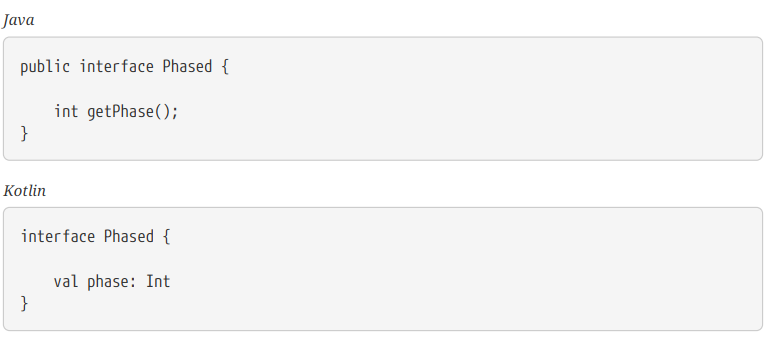 Java
public interface Phased {
int getPhase();
}
Kotlin
interface Phased {
val phase: Int
}